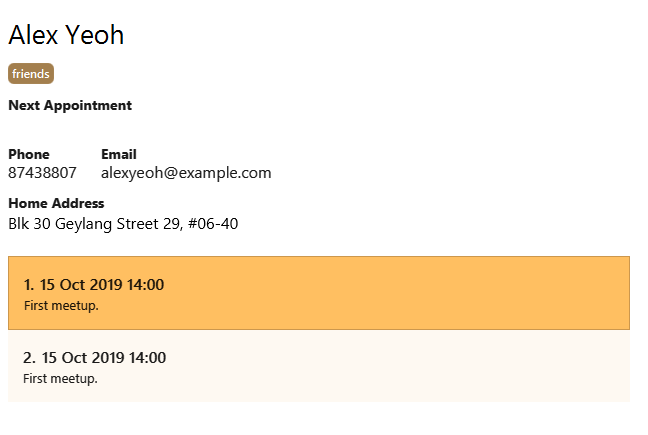 Alex Yeoh
friends
Next Appointment
Phone Email
87438807 alexyeoh@example.com
Home Address
Blk 30 Geylang Street 29, #06-40
1. 15 Oct 2019 14:00
First meetup.
2. 15 Oct 2019 14:00
First meetup.